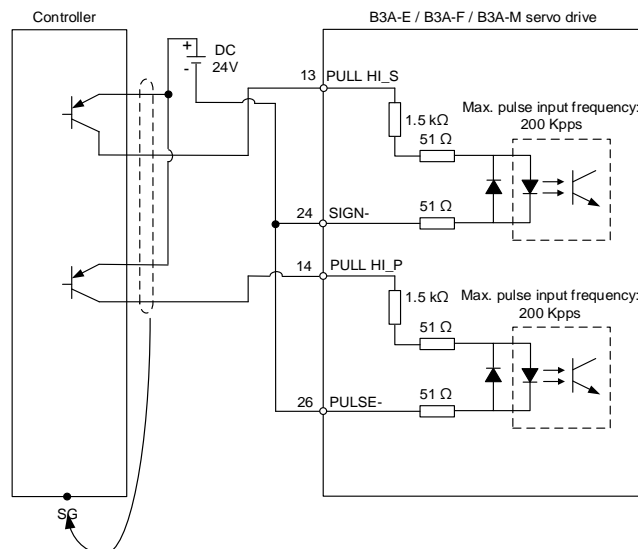 Controller
B3A-E / B3A-F / B3A-M servo drive
+
DC
24V
-
13
PULL HI_S
1.5 kΩ
51 Ω
Max. pulse input frequency:
200 Kpps
51 Ω
24
SIGN-
14
PULL HI_P
1.5 kΩ
51 Ω
Max. pulse input frequency:
200 Kpps
51 Ω
26
PULSE-
SG